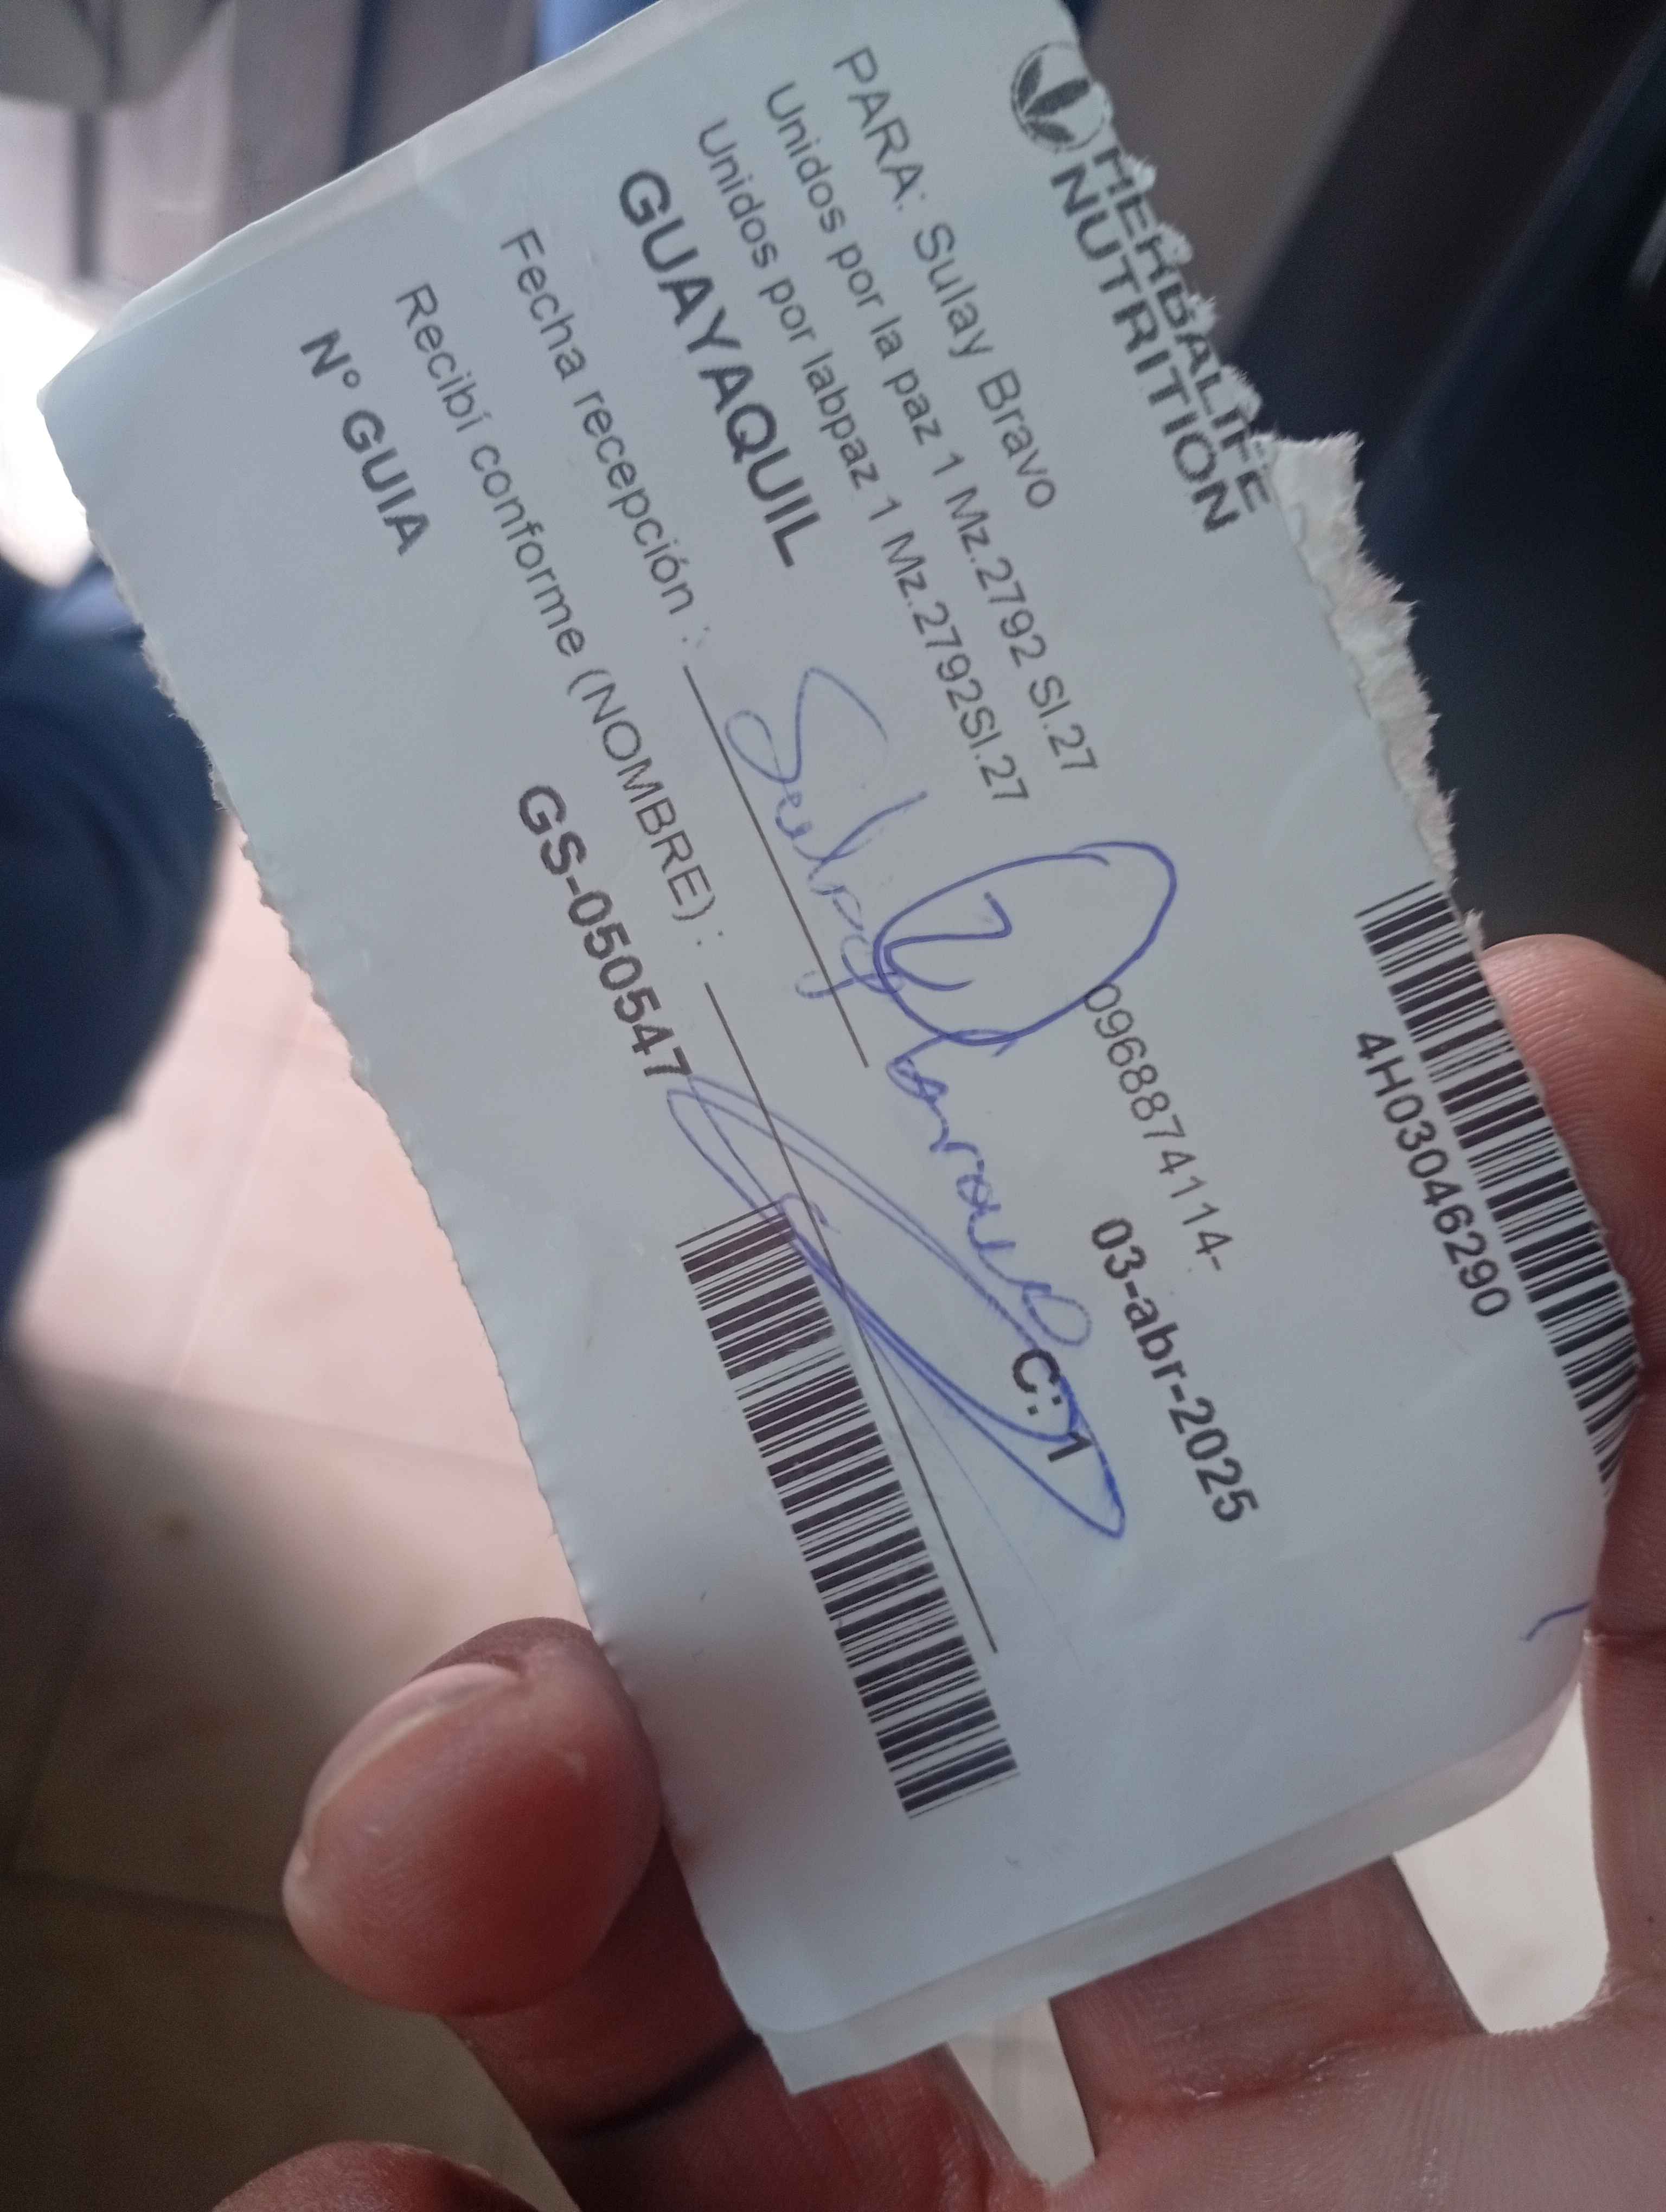 HERBALIFE
NUTRITION
4H03046290
PARA: Sulay Bravo
Unidos por la paz 1 Mz.2792 Sl.27
0968874114-
Unidos por labpaz 1 Mz.2792Sl.27
03-abr-2025
GUAYAQUIL
C: 1
Fecha recepción :
Recibí conforme (NOMBRE) :
N° GUIA
GS-050547